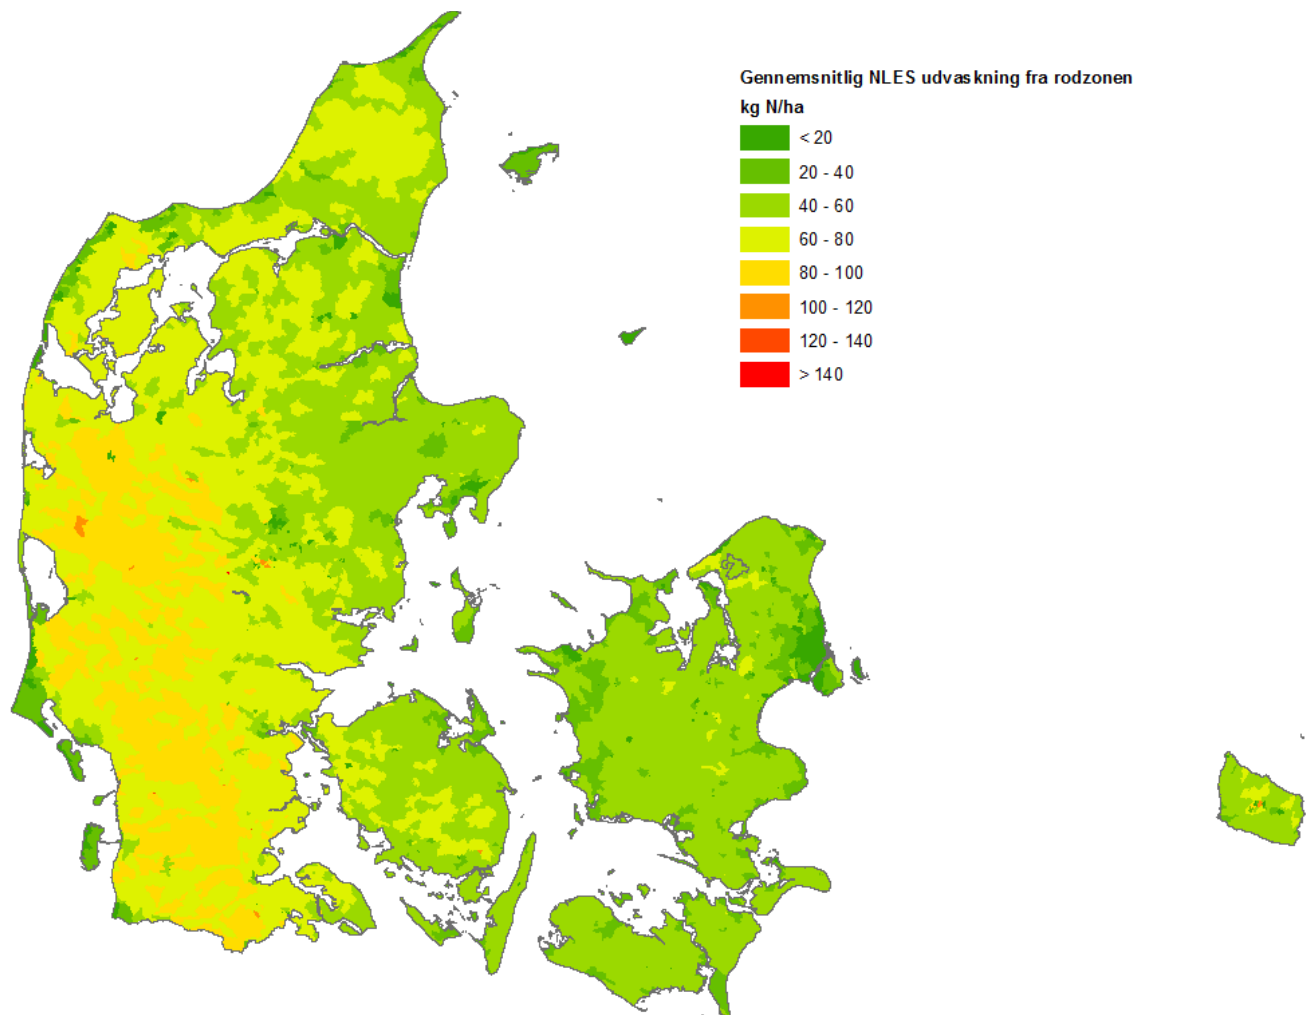 Gennemsnitlig NLES udvaskning fra rodzonen
kg N/ha
< 20
20 - 40
40 - 60
60 - 80
80 - 100
100 - 120
120 - 140
> 140